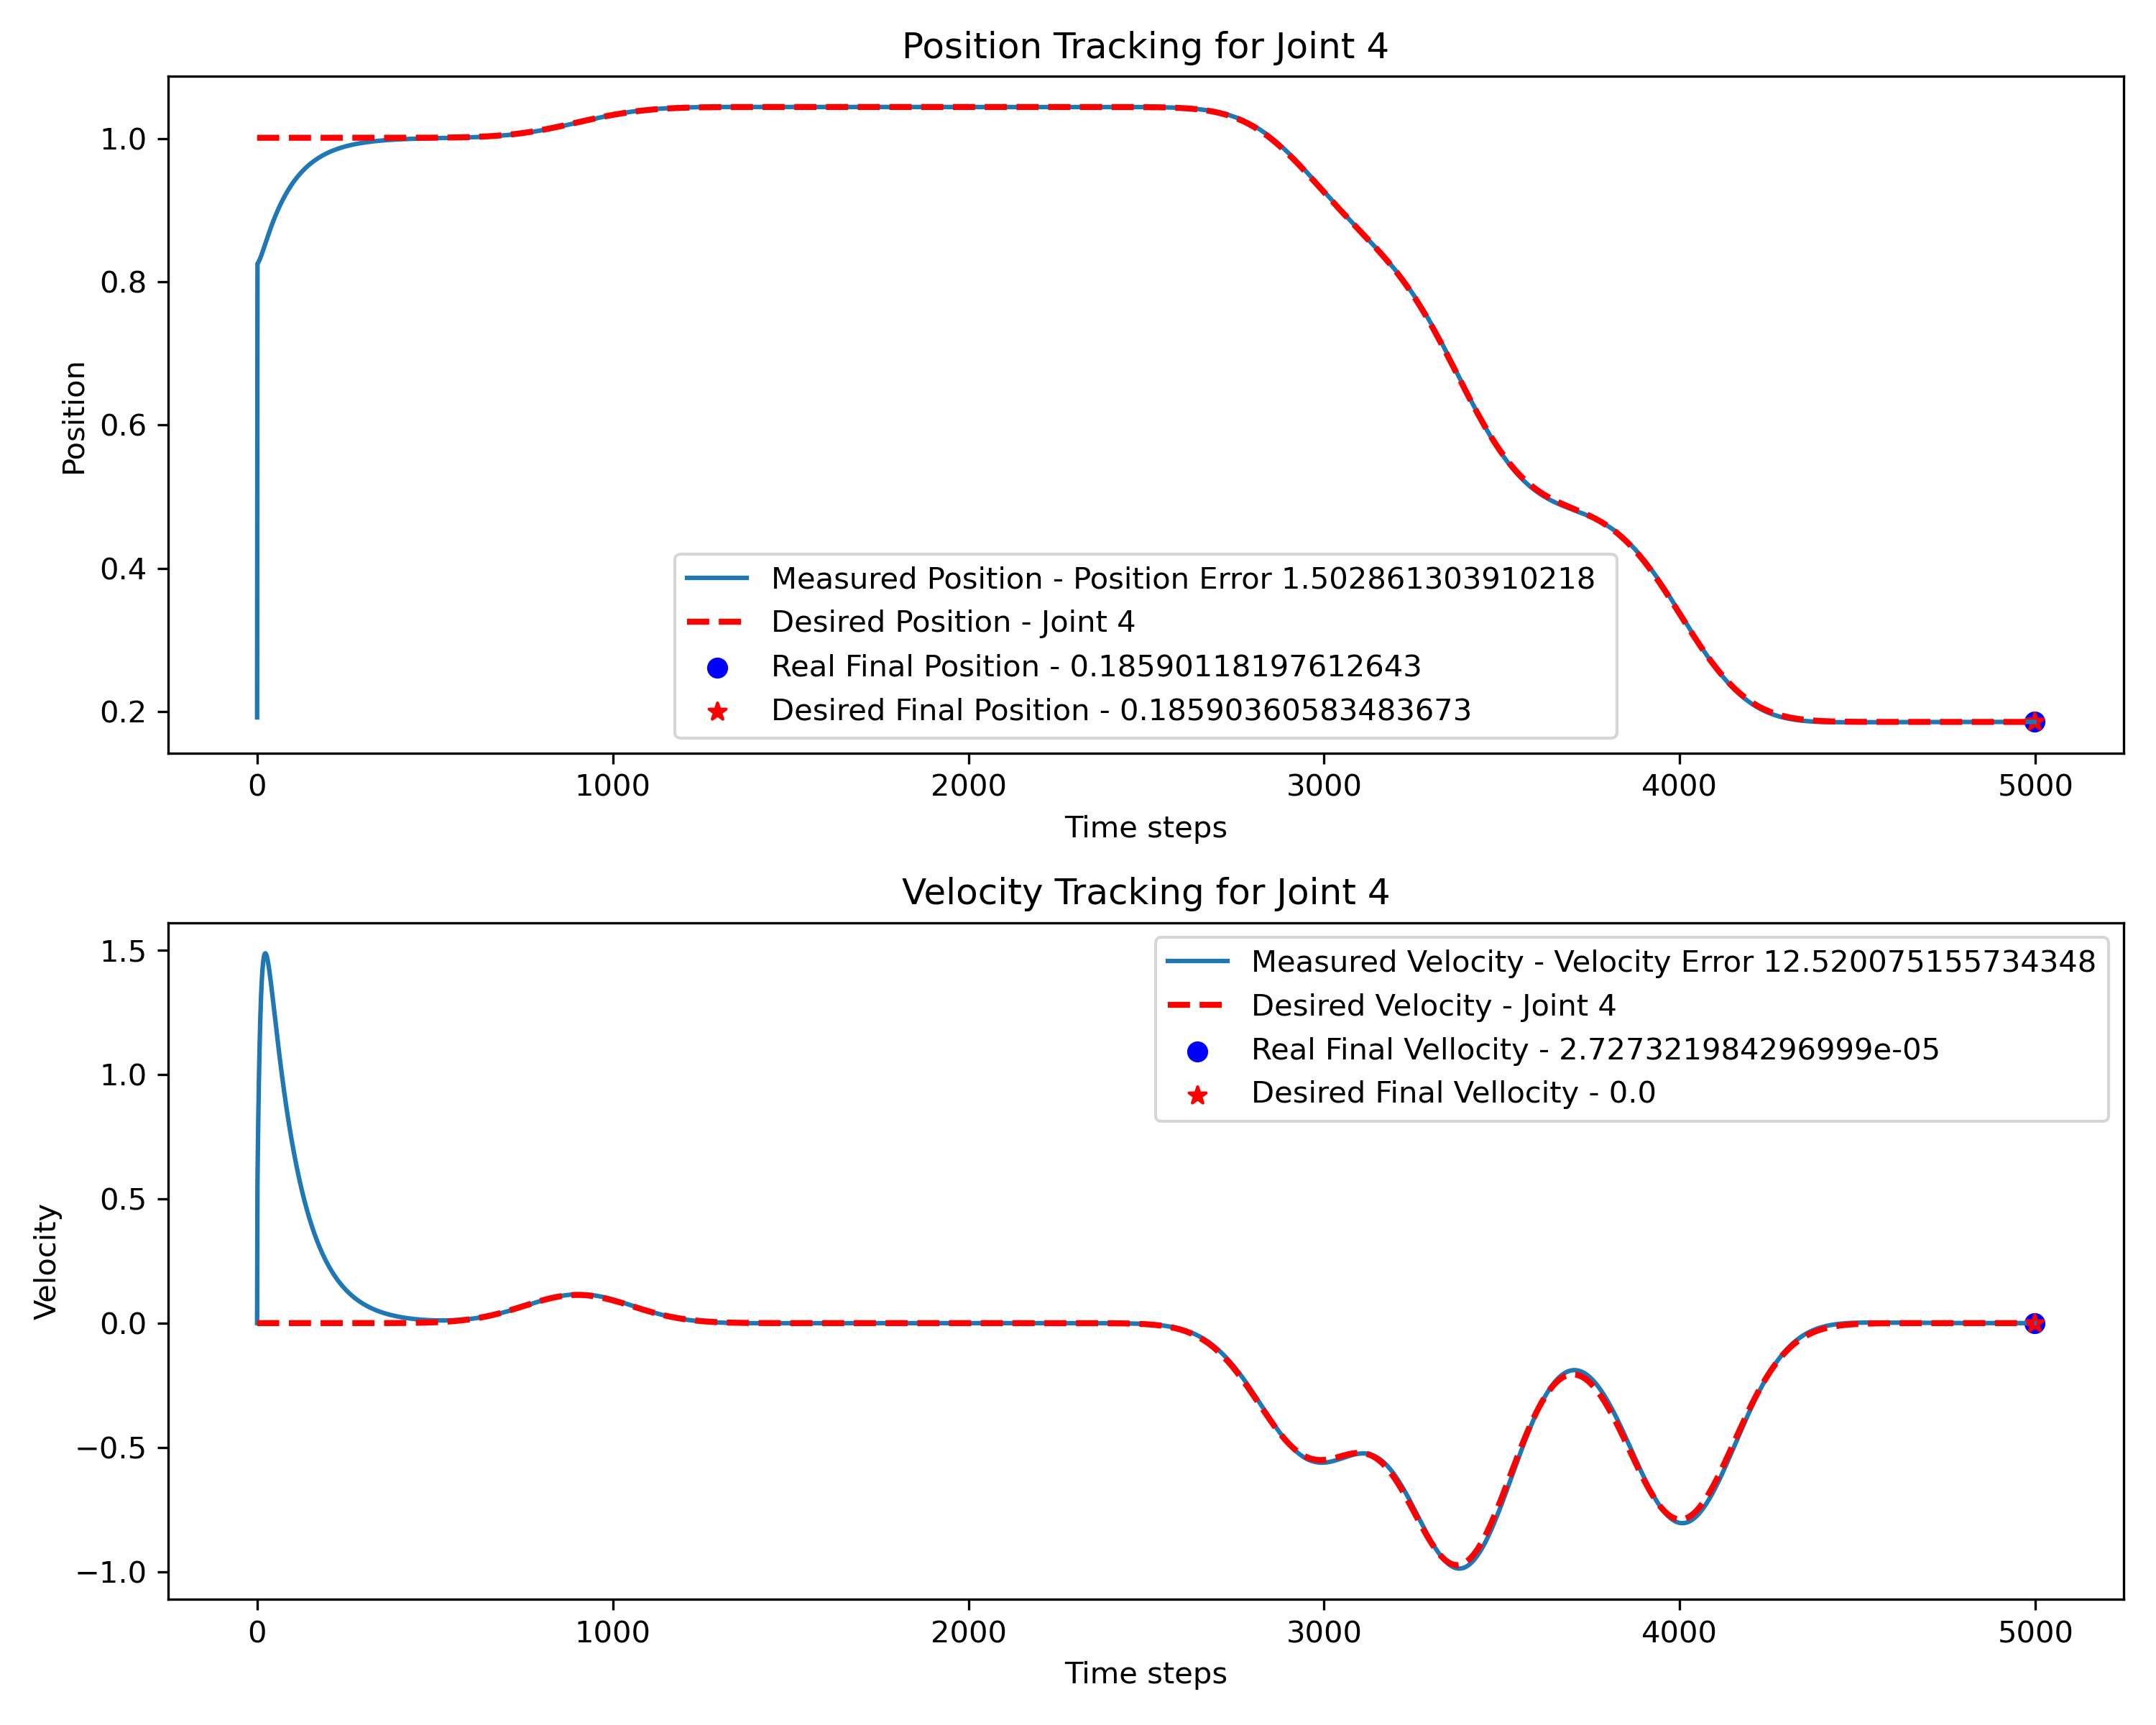 Position Tracking for Joint 4
1.0
0.8
0.6
0.4
0.2
Position
Measured Position - Position Error 1.502861303910218
Desired Position - Joint 4
Real Final Position - 0.18590118197612643
Desired Final Position - 0.18590360583483673
0 1000 2000 3000 4000 5000
Time steps
Velocity Tracking for Joint 4
1.5
1.0
0.5
0.0
−0.5
−1.0
Velocity
Measured Velocity - Velocity Error 12.520075155734348
Desired Velocity - Joint 4
Real Final Vellocity - 2.727321984296999e-05
Desired Final Vellocity - 0.0
0 1000 2000 3000 4000 5000
Time steps